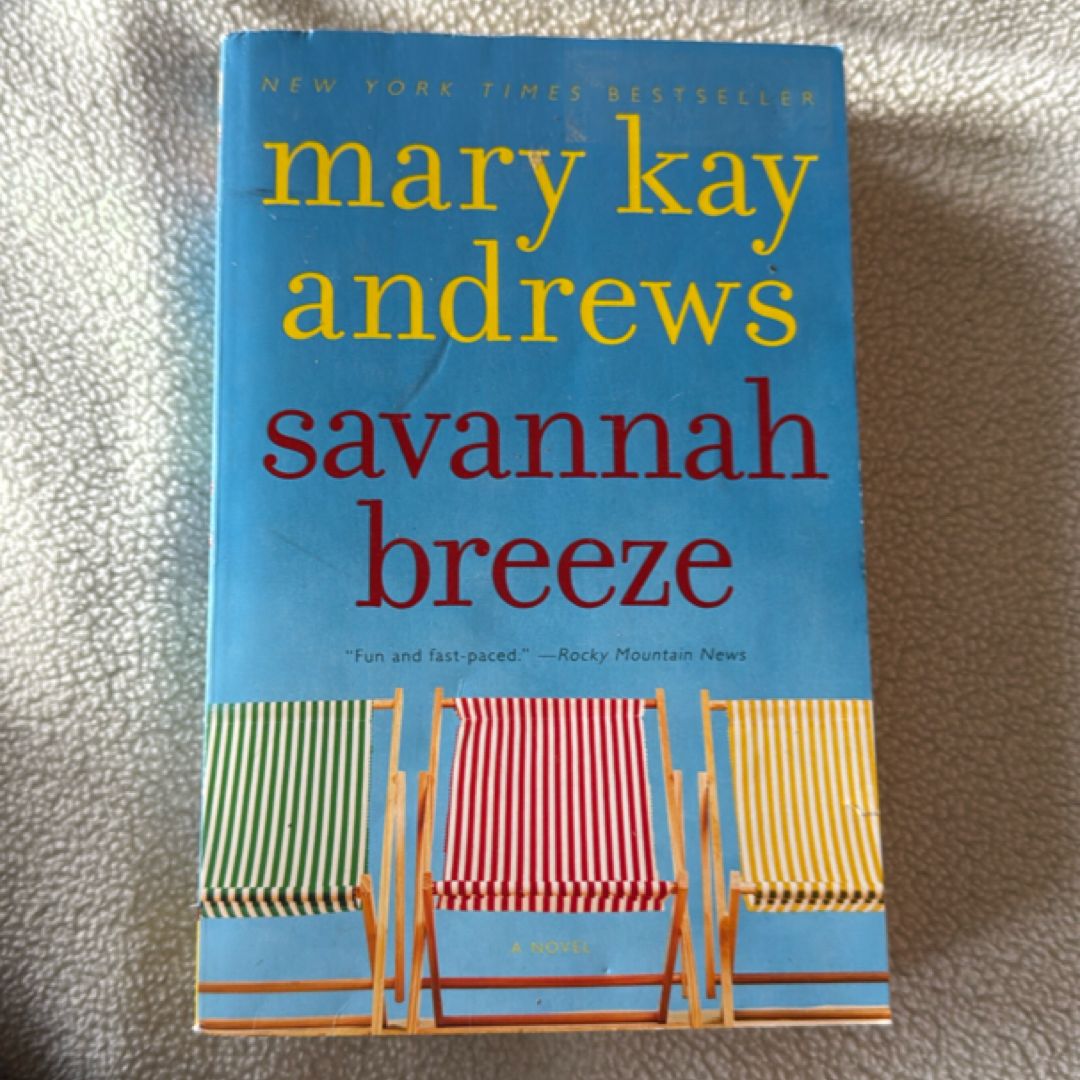 NEW YORK TIMES BESTSELLER
mary kay
andrews
savannah
breeze
"Fun and fast-paced." —Rocky Mountain News
A NOVEL